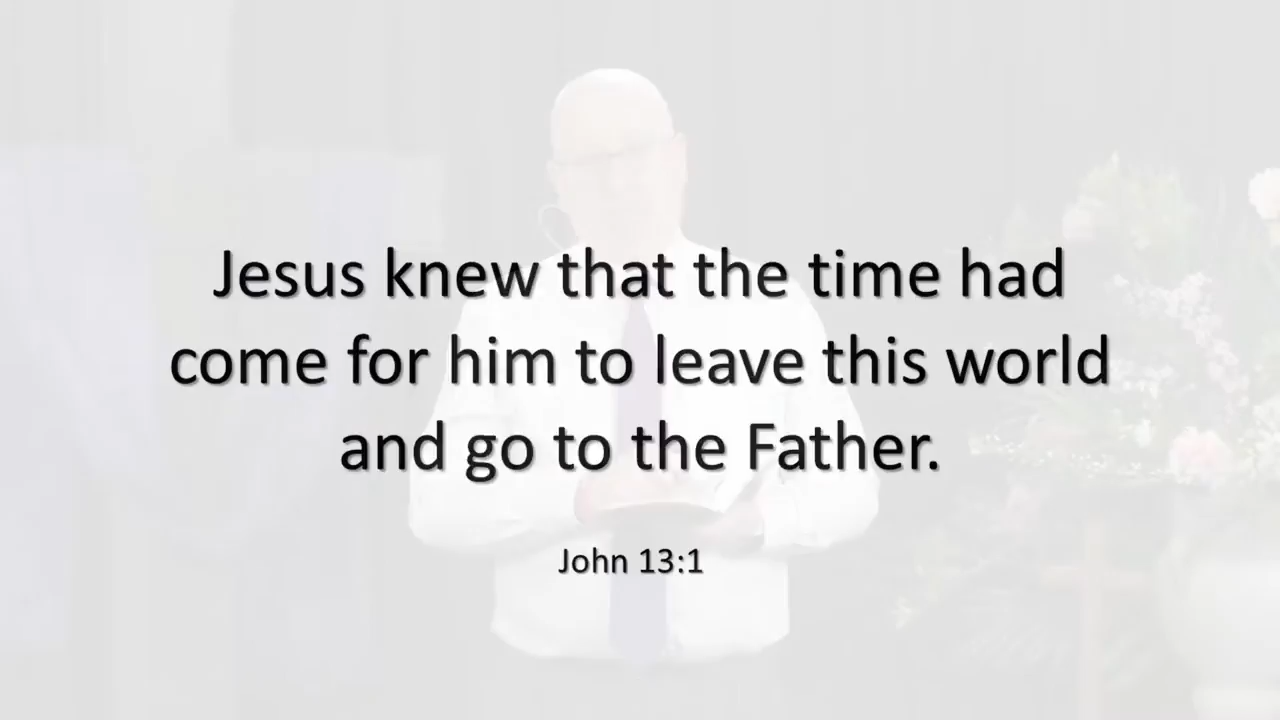 Jesus knew that the time had
come for him to leave this world
and go to the Father.
John 13:1